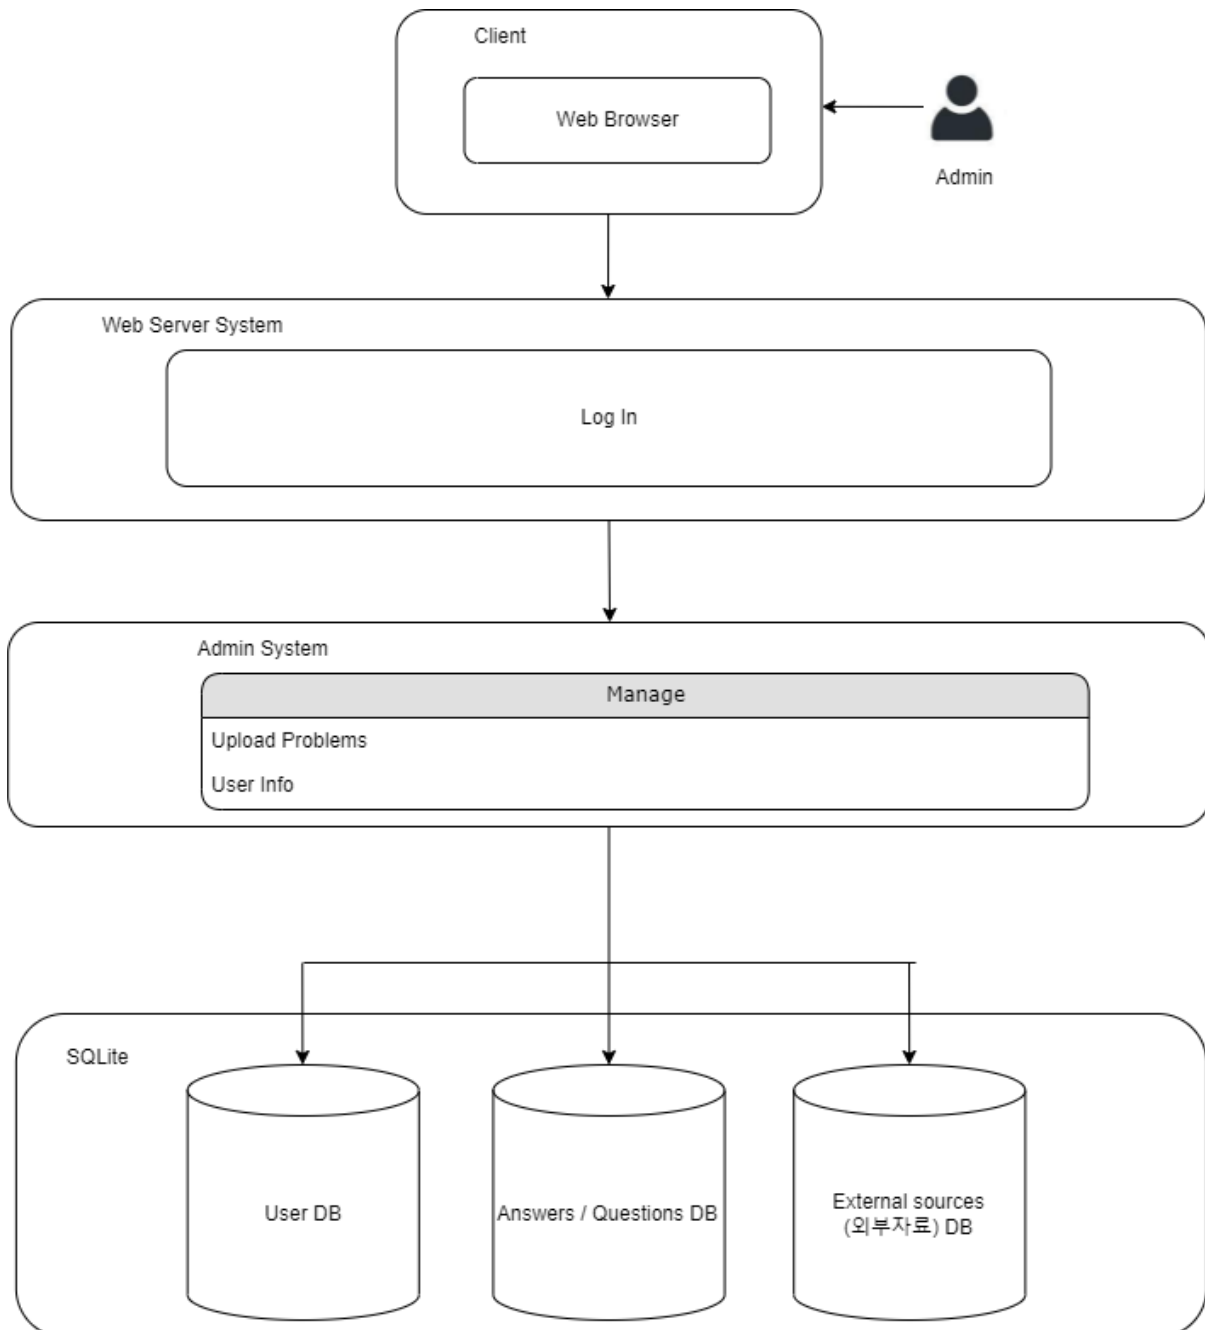 Client
Web Browser
Admin
Web Server System
Log In
Admin System
Manage
Upload Problems
User Info
SQLite
User DB
Answers / Questions DB
External sources
(외부자료) DB